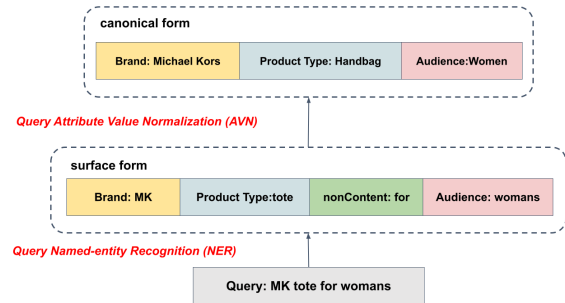 canonical form
Brand: Michael Kors
Product Type: Handbag
Audience:Women
Query Attribute Value Normalization (AVN)
surface form
Brand: MK
Product Type:tote
nonContent: for
Audience: womans
Query Named-entity Recognition (NER)
Query: MK tote for womans